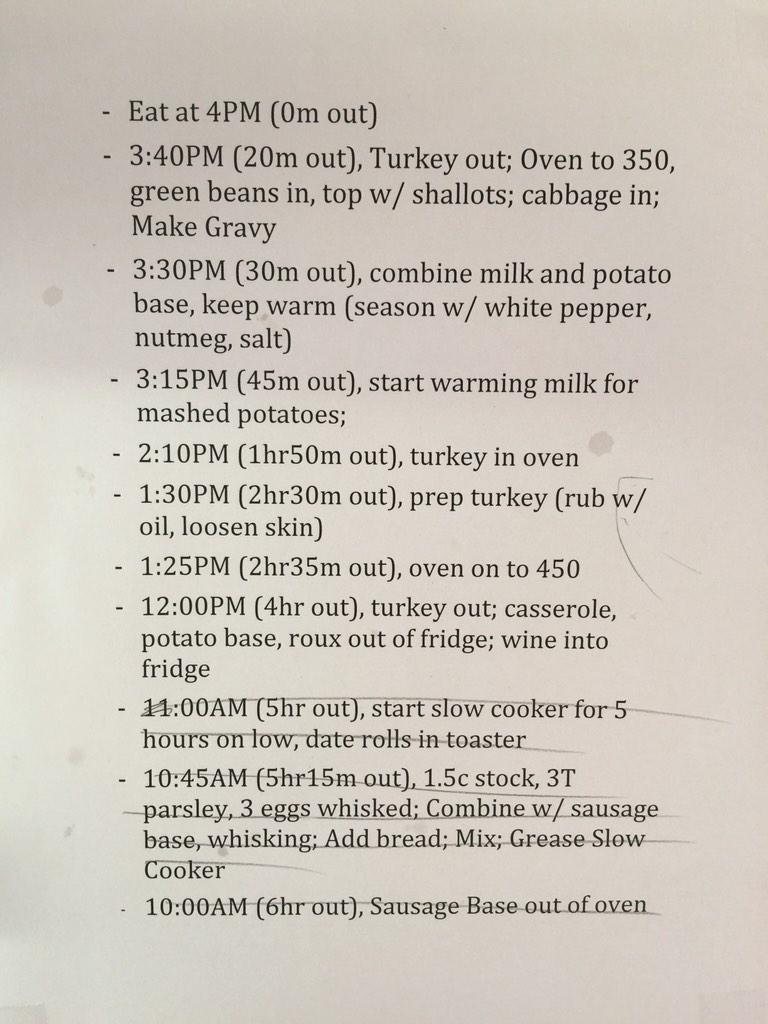 - Eat at 4PM (0m out)
- 3:40PM (20m out), Turkey out; Oven to 350,
green beans in, top w/ shallots; cabbage in;
Make Gravy
- 3:30PM (30m out), combine milk and potato
base, keep warm (season w/ white pepper,
nutmeg, salt)
- 3:15PM (45m out), start warming milk for
mashed potatoes;
- 2:10PM (1hr50m out), turkey in oven
- 1:30PM (2hr30m out), prep turkey (rub w/
oil, loosen skin)
- 1:25PM (2hr35m out), oven on to 450
- 12:00PM (4hr out), turkey out; casserole,
potato base, roux out of fridge; wine into
fridge
- 11:00AM (5hr out), start slow cooker for 5
hours on low, date rolls in toaster
- 10:45AM (5hr15m out), 1.5c stock, 3T
parsley, 3 eggs whisked; Combine w/ sausage
base, whisking; Add bread; Mix; Grease Slow
Cooker
- 10:00AM (6hr out), Sausage Base out of oven